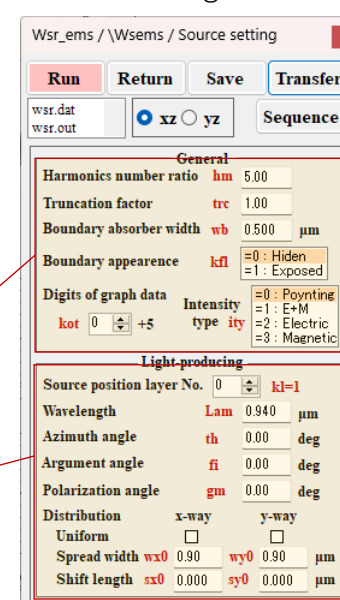 Wsr_ems / \Wsems / Source setting
Run Return Save Transfer
wsr.dat
wsr.out
xz yz Sequence
General
Harmonics number ratio hm 5.00
Truncation factor trc 1.00
Boundary absorber width wb 0.500 μm
Boundary appearence kfl
=0 : Hiden
=1 : Exposed
Digits of graph data
kot 0 +5
Intensity
type ity
=0 : Poynting
=1 : E+M
=2 : Electric
=3 : Magnetic
Light-producing
Source position layer No. 0 kl=1
Wavelength Lam 0.940 μm
Azimuth angle th 0.00 deg
Argument angle fi 0.00 deg
Polarization angle gm 0.00 deg
Distribution x-way y-way
Uniform
Spread width wx0 0.90 wy0 0.90 μm
Shift length sx0 0.000 sy0 0.000 μm